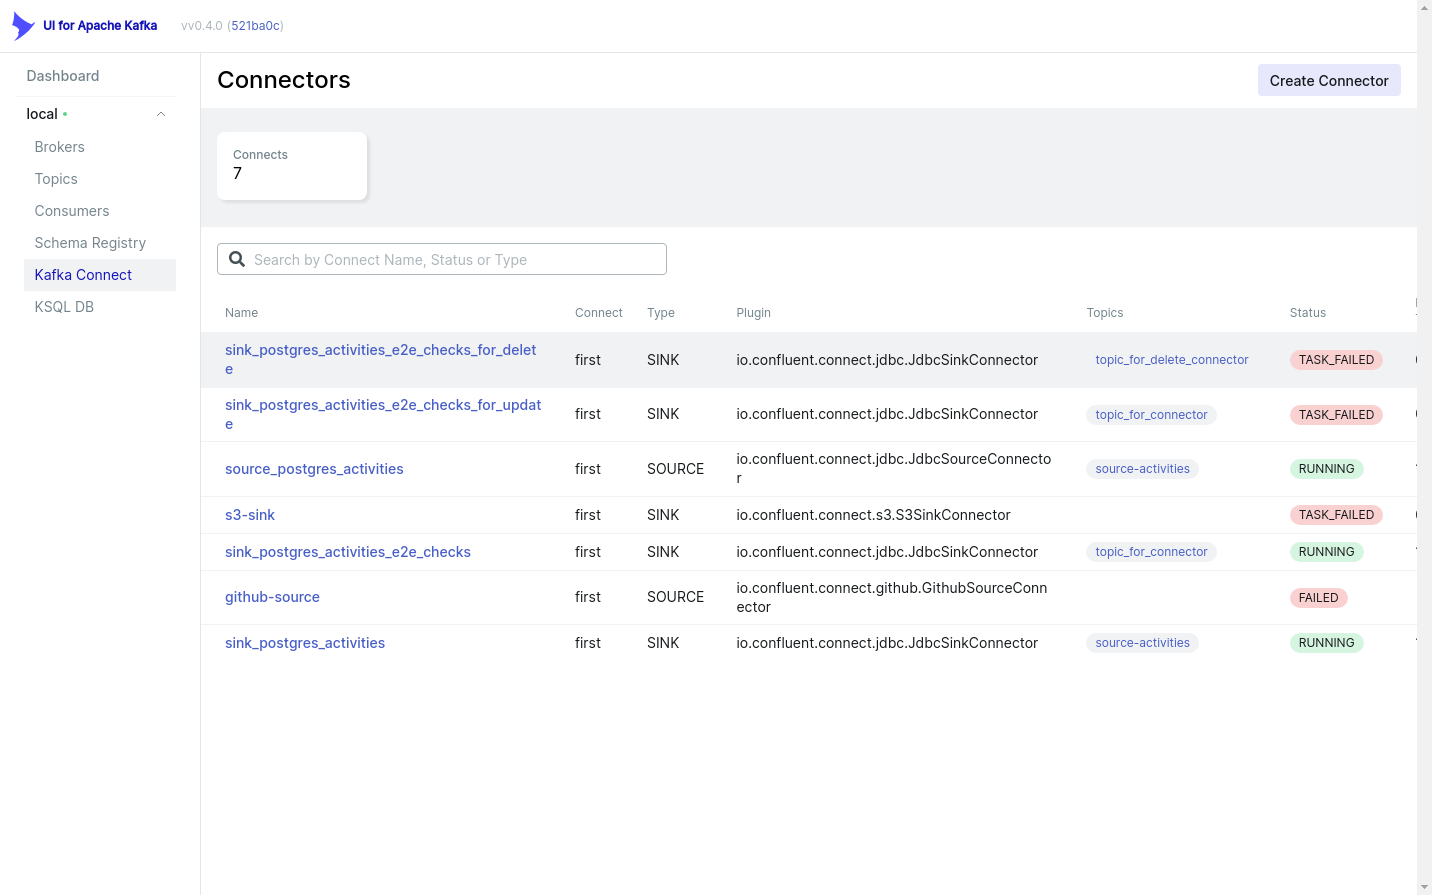 UI for Apache Kafka vv0.4.0 (521ba0c)
Dashboard
local
Brokers
Topics
Consumers
Schema Registry
Kafka Connect
KSQL DB
Connectors
Create Connector
Connects
7
Search by Connect Name, Status or Type
Name Connect Type Plugin Topics Status
sink_postgres_activities_e2e_checks_for_delet
e
first SINK io.confluent.connect.jdbc.JdbcSinkConnector topic_for_delete_connector TASK_FAILED
sink_postgres_activities_e2e_checks_for_updat
e
first SINK io.confluent.connect.jdbc.JdbcSinkConnector topic_for_connector TASK_FAILED
source_postgres_activities first SOURCE io.confluent.connect.jdbc.JdbcSourceConnecto
r
source-activities RUNNING
s3-sink first SINK io.confluent.connect.s3.S3SinkConnector TASK_FAILED
sink_postgres_activities_e2e_checks first SINK io.confluent.connect.jdbc.JdbcSinkConnector topic_for_connector RUNNING
github-source first SOURCE io.confluent.connect.github.GithubSourceConn
ector
FAILED
sink_postgres_activities first SINK io.confluent.connect.jdbc.JdbcSinkConnector source-activities RUNNING